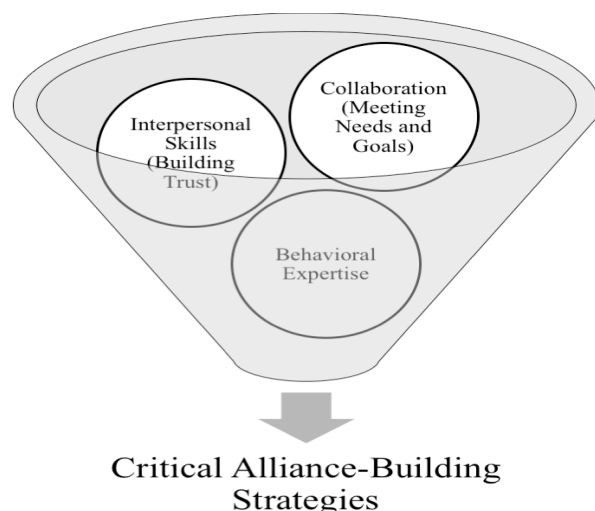 Interpersonal
Skills
(Building
Trust)
Collaboration
(Meeting
Needs and
Goals)
Behavioral
Expertise
Critical Alliance-Building
Strategies